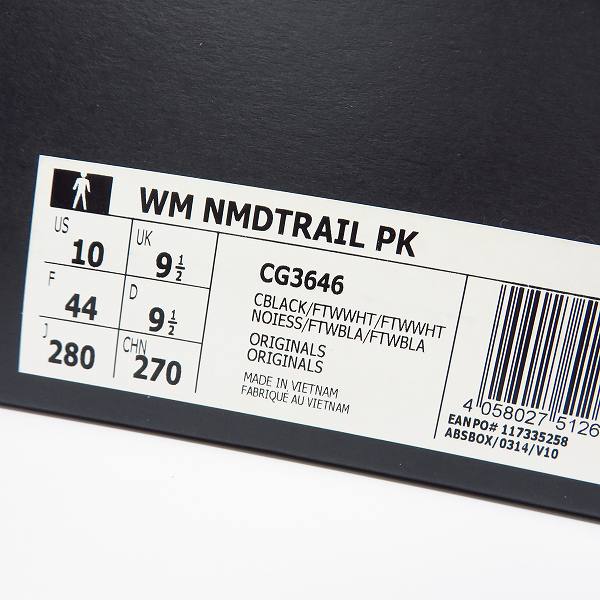 WM NMDTRAIL PK
US 10 UK 9 1/2
F 44 D 9 1/2
J 280 CHN 270
CG3646
CBLACK/FTWWHT/FTWWHT
NOIESS/FTWBLA/FTWBLA
ORIGINALS
ORIGINALS
MADE IN VIETNAM
FABRIQUÉ AU VIETNAM
4 058027 5126
EAN PO# 117335258
ABSBOX/0314/V10